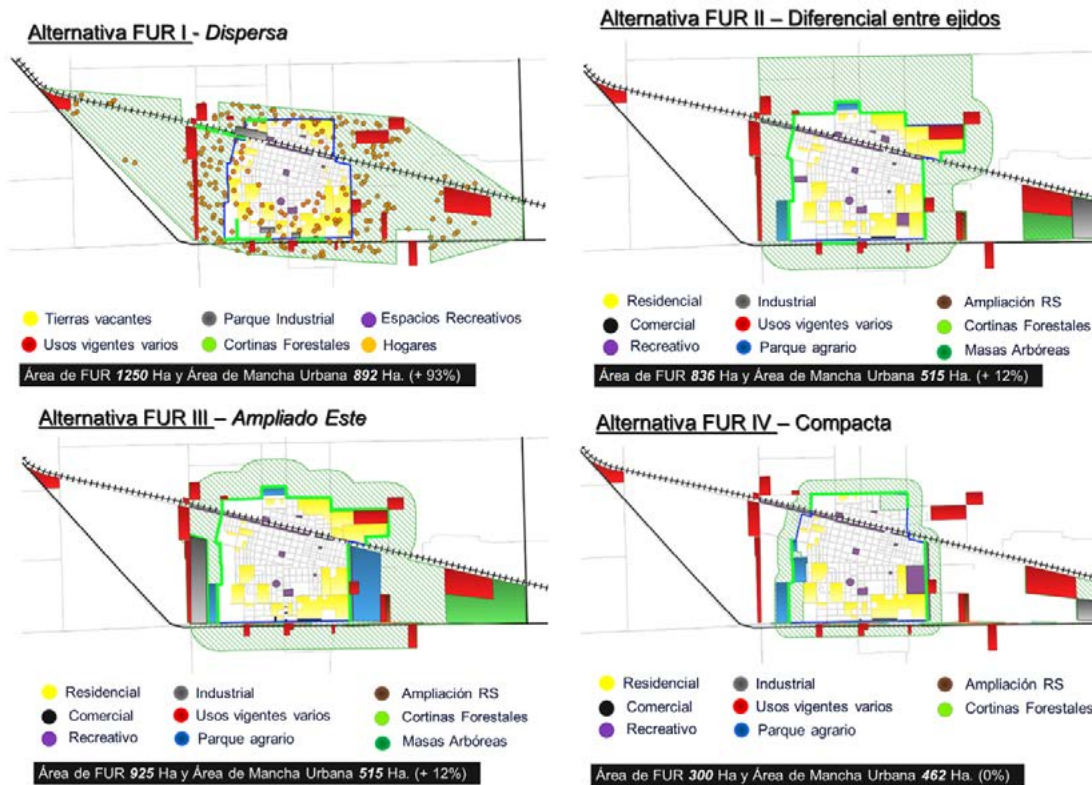 Alternativa FUR I - Dispersa
Tierras vacantes
Parque Industrial
Espacios Recreativos
Usos vigentes varios
Cortinas Forestales
Hogares
Área de FUR 1250 Ha y Área de Mancha Urbana 892 Ha. (+ 93%)
Alternativa FUR II – Diferencial entre ejidos
Residencial
Industrial
Ampliación RS
Comercial
Usos vigentes varios
Cortinas Forestales
Recreativo
Parque agrario
Masas Arbóreas
Área de FUR 836 Ha y Área de Mancha Urbana 515 Ha. (+ 12%)
Alternativa FUR III – Ampliado Este
Residencial
Industrial
Ampliación RS
Comercial
Usos vigentes varios
Cortinas Forestales
Recreativo
Parque agrario
Masas Arbóreas
Área de FUR 925 Ha y Área de Mancha Urbana 515 Ha. (+ 12%)
Alternativa FUR IV – Compacta
Residencial
Industrial
Ampliación RS
Comercial
Usos vigentes varios
Cortinas Forestales
Recreativo
Parque agrario
Área de FUR 300 Ha y Área de Mancha Urbana 462 Ha. (0%)